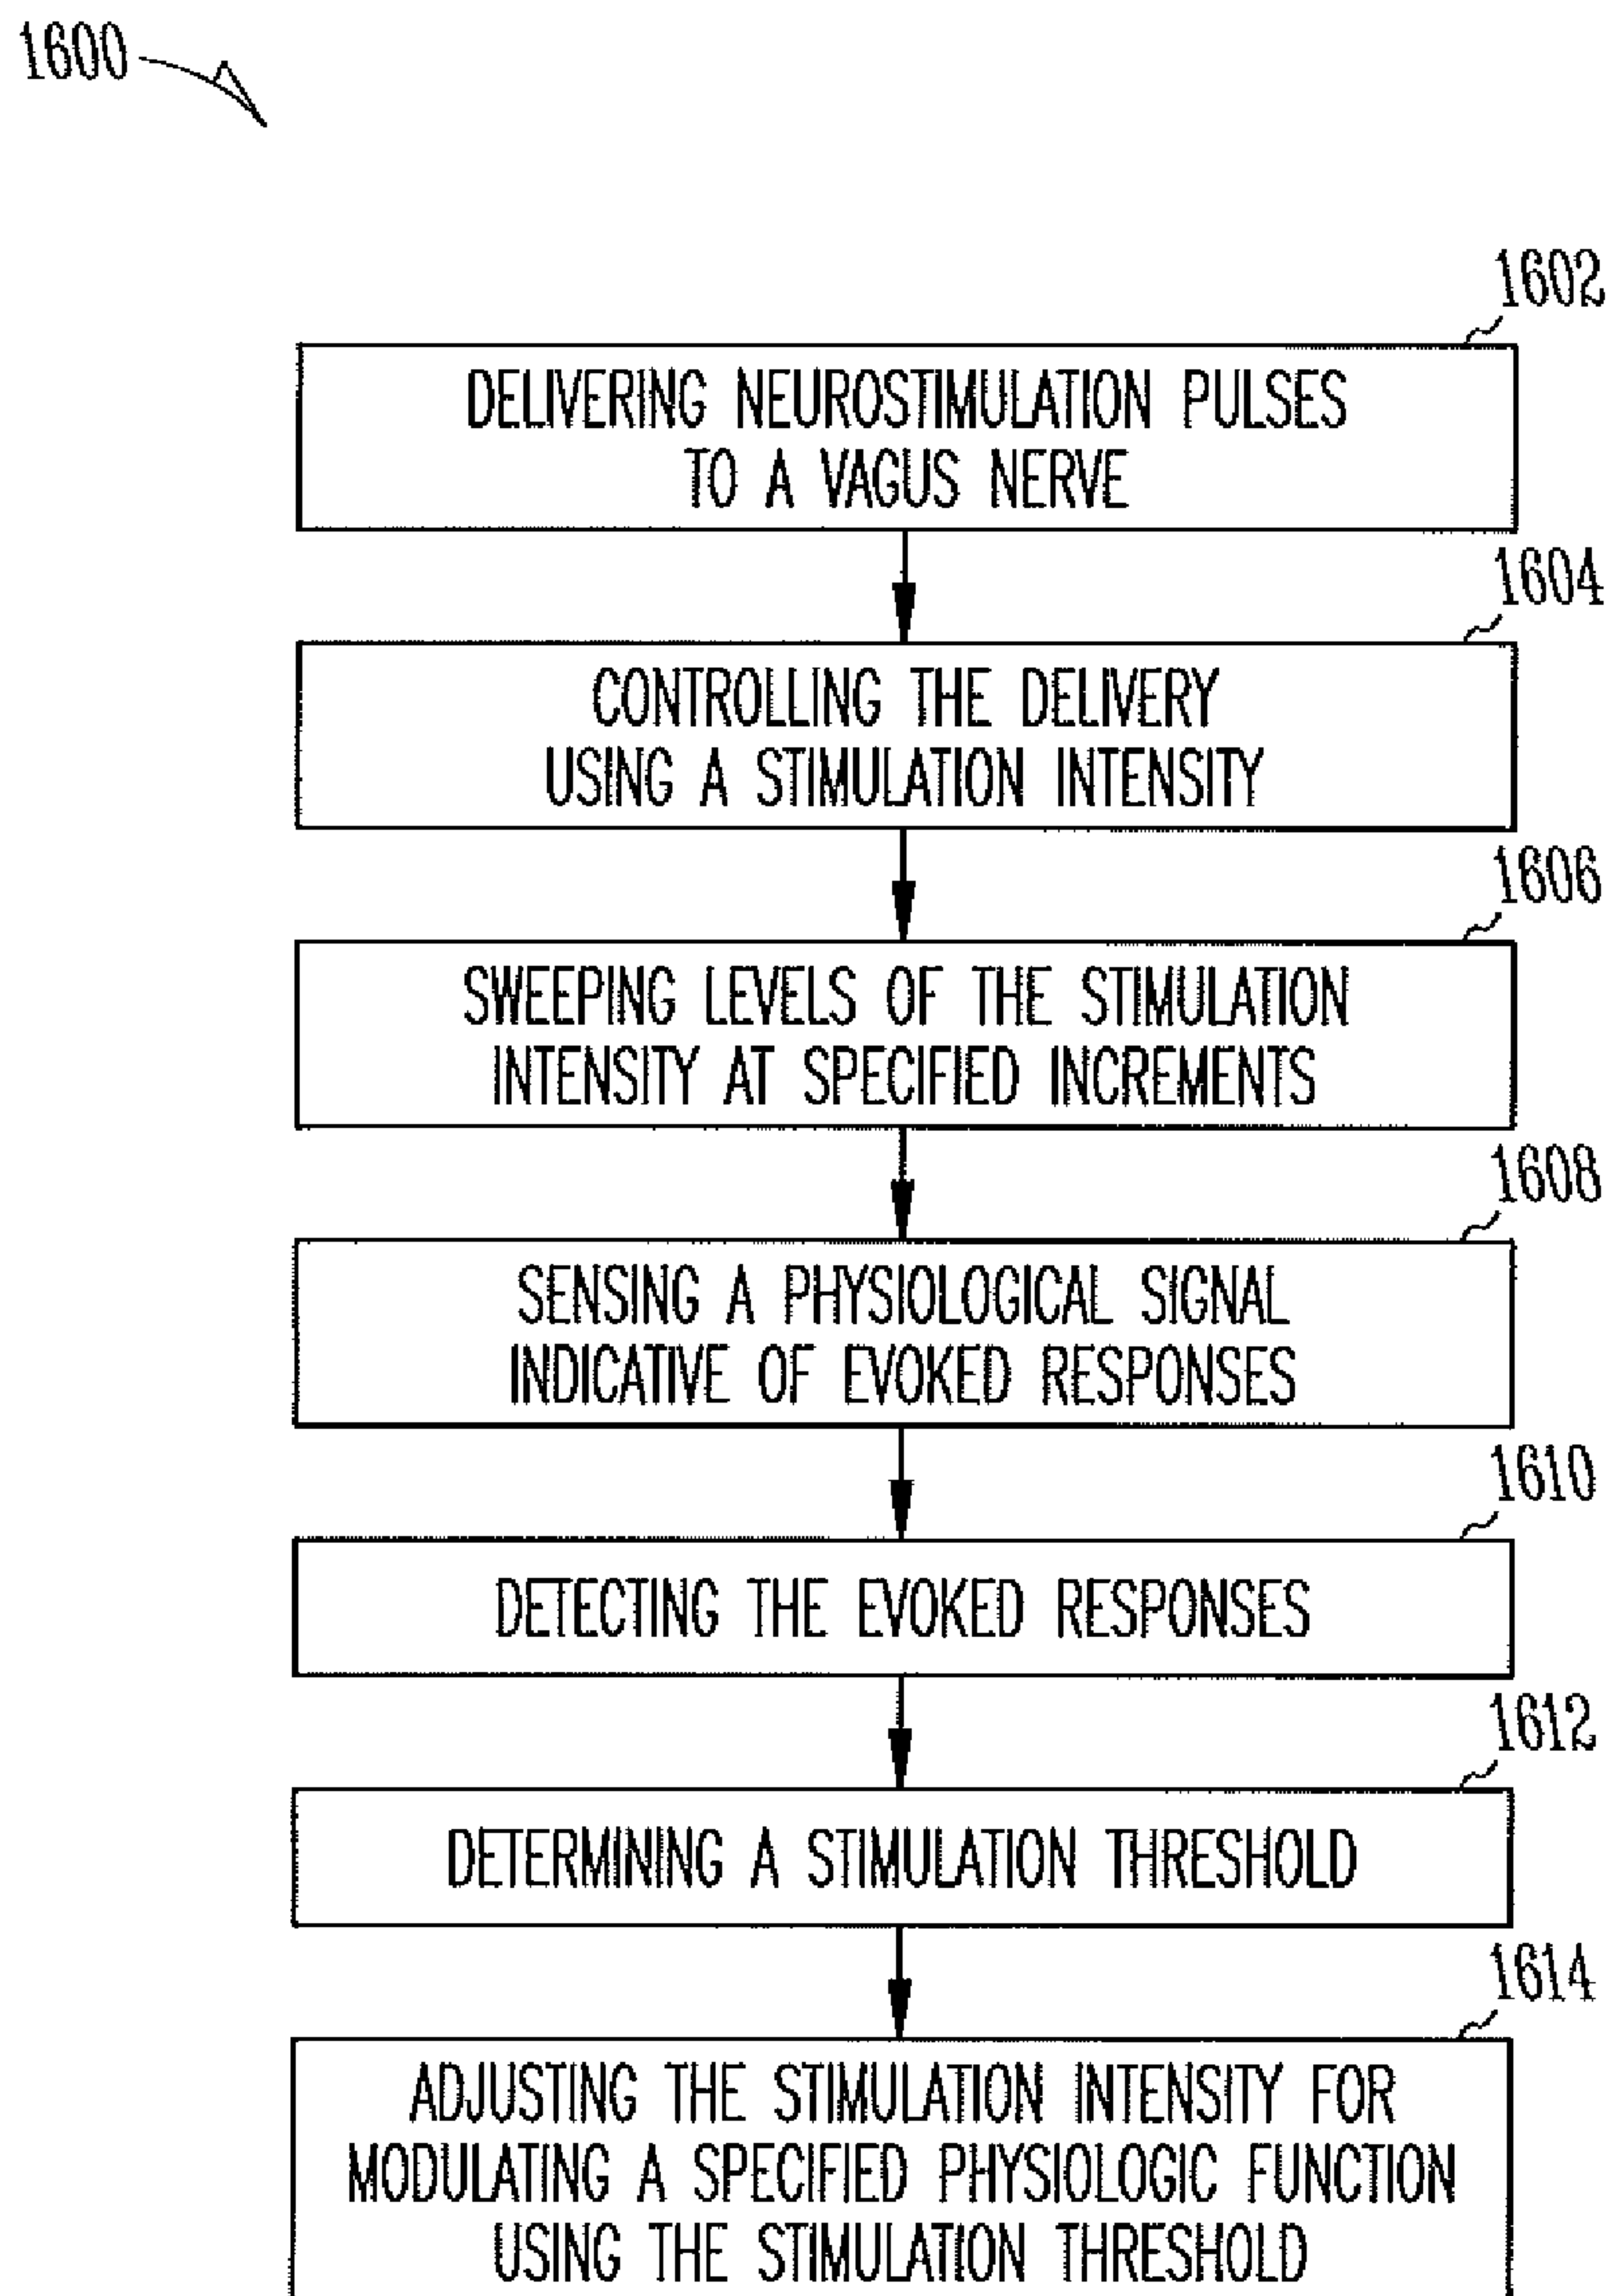 1600
1602
DELIVERING NEUROSTIMULATION PULSES
TO A VAGUS NERVE
1604
CONTROLLING THE DELIVERY
USING A STIMULATION INTENSITY
1606
SWEEPING LEVELS OF THE STIMULATION
INTENSITY AT SPECIFIED INCREMENTS
1608
SENSING A PHYSIOLOGICAL SIGNAL
INDICATIVE OF EVOKED RESPONSES
1610
DETECTING THE EVOKED RESPONSES
1612
DETERMINING A STIMULATION THRESHOLD
1614
ADJUSTING THE STIMULATION INTENSITY FOR
MODULATING A SPECIFIED PHYSIOLOGIC FUNCTION
USING THE STIMULATION THRESHOLD